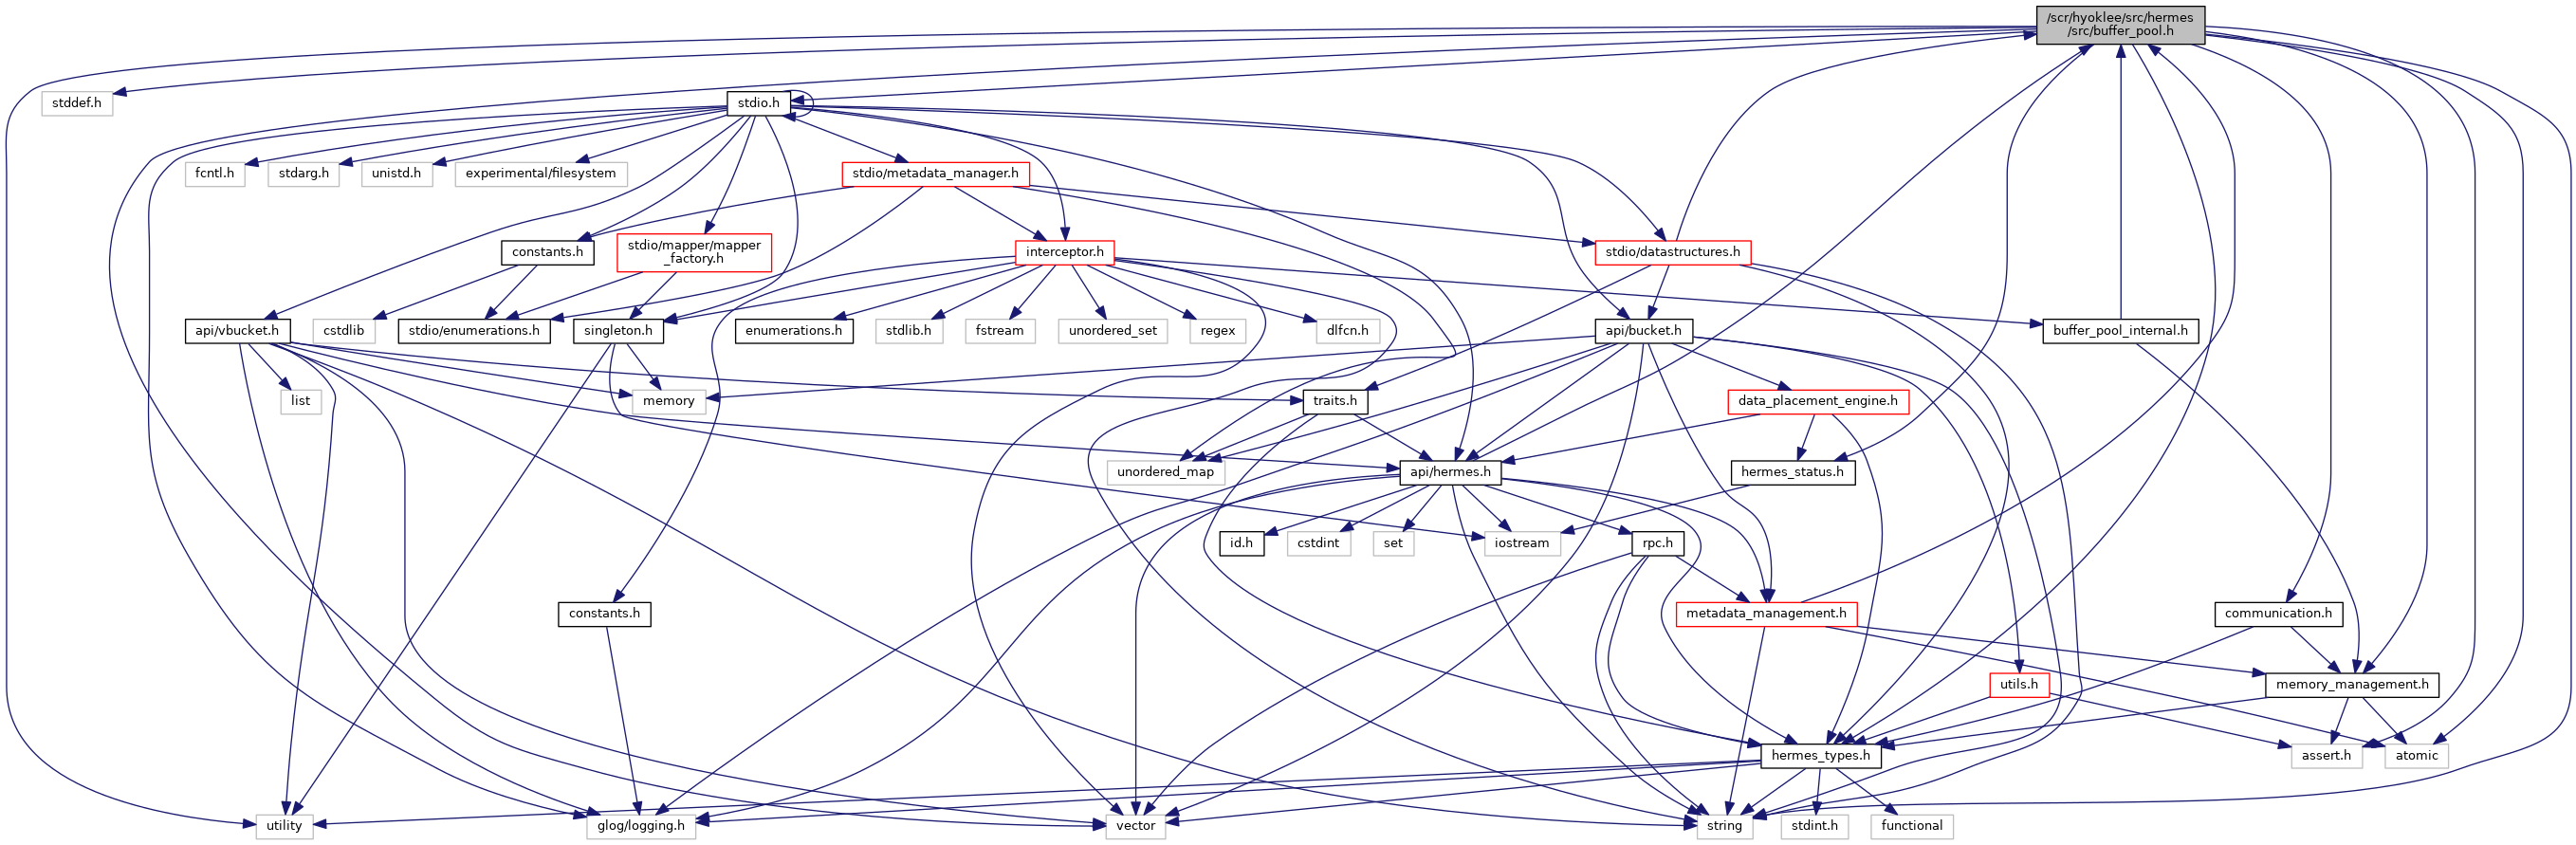 /scr/hyoklee/src/hermes
/src/buffer_pool.h
stddef.h
stdio.h
fcntl.h
stdarg.h
unistd.h
experimental/filesystem
stdio/metadata_manager.h
constants.h
stdio/mapper/mapper
_factory.h
interceptor.h
stdio/datastructures.h
api/vbucket.h
cstdlib
stdio/enumerations.h
singleton.h
enumerations.h
stdlib.h
fstream
unordered_set
regex
dlfcn.h
api/bucket.h
buffer_pool_internal.h
list
memory
traits.h
data_placement_engine.h
unordered_map
api/hermes.h
hermes_status.h
id.h
cstdint
set
iostream
rpc.h
constants.h
metadata_management.h
communication.h
utils.h
memory_management.h
hermes_types.h
assert.h
atomic
utility
glog/logging.h
vector
string
stdint.h
functional